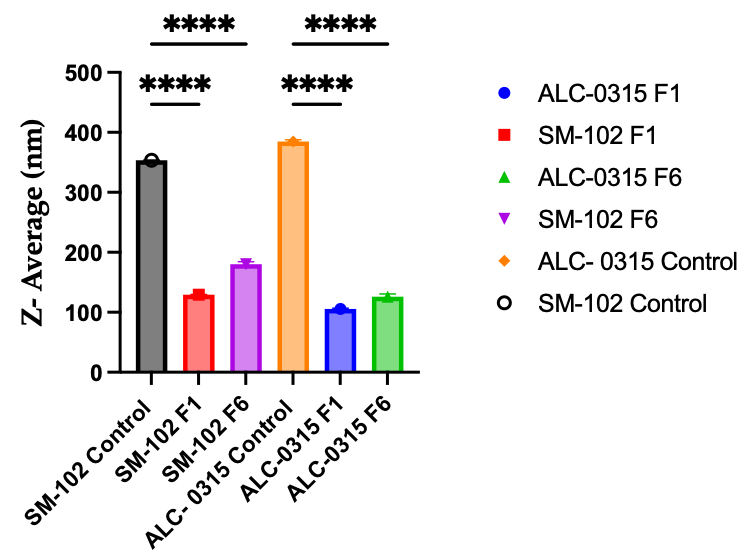 **** ****
**** ****
Z- Average (nm)
500
400
300
200
100
0
SM-102 Control
SM-102 F1
SM-102 F6
ALC- 0315 Control
ALC-0315 F1
ALC-0315 F6
ALC-0315 F1
SM-102 F1
ALC-0315 F6
SM-102 F6
ALC- 0315 Control
SM-102 Control